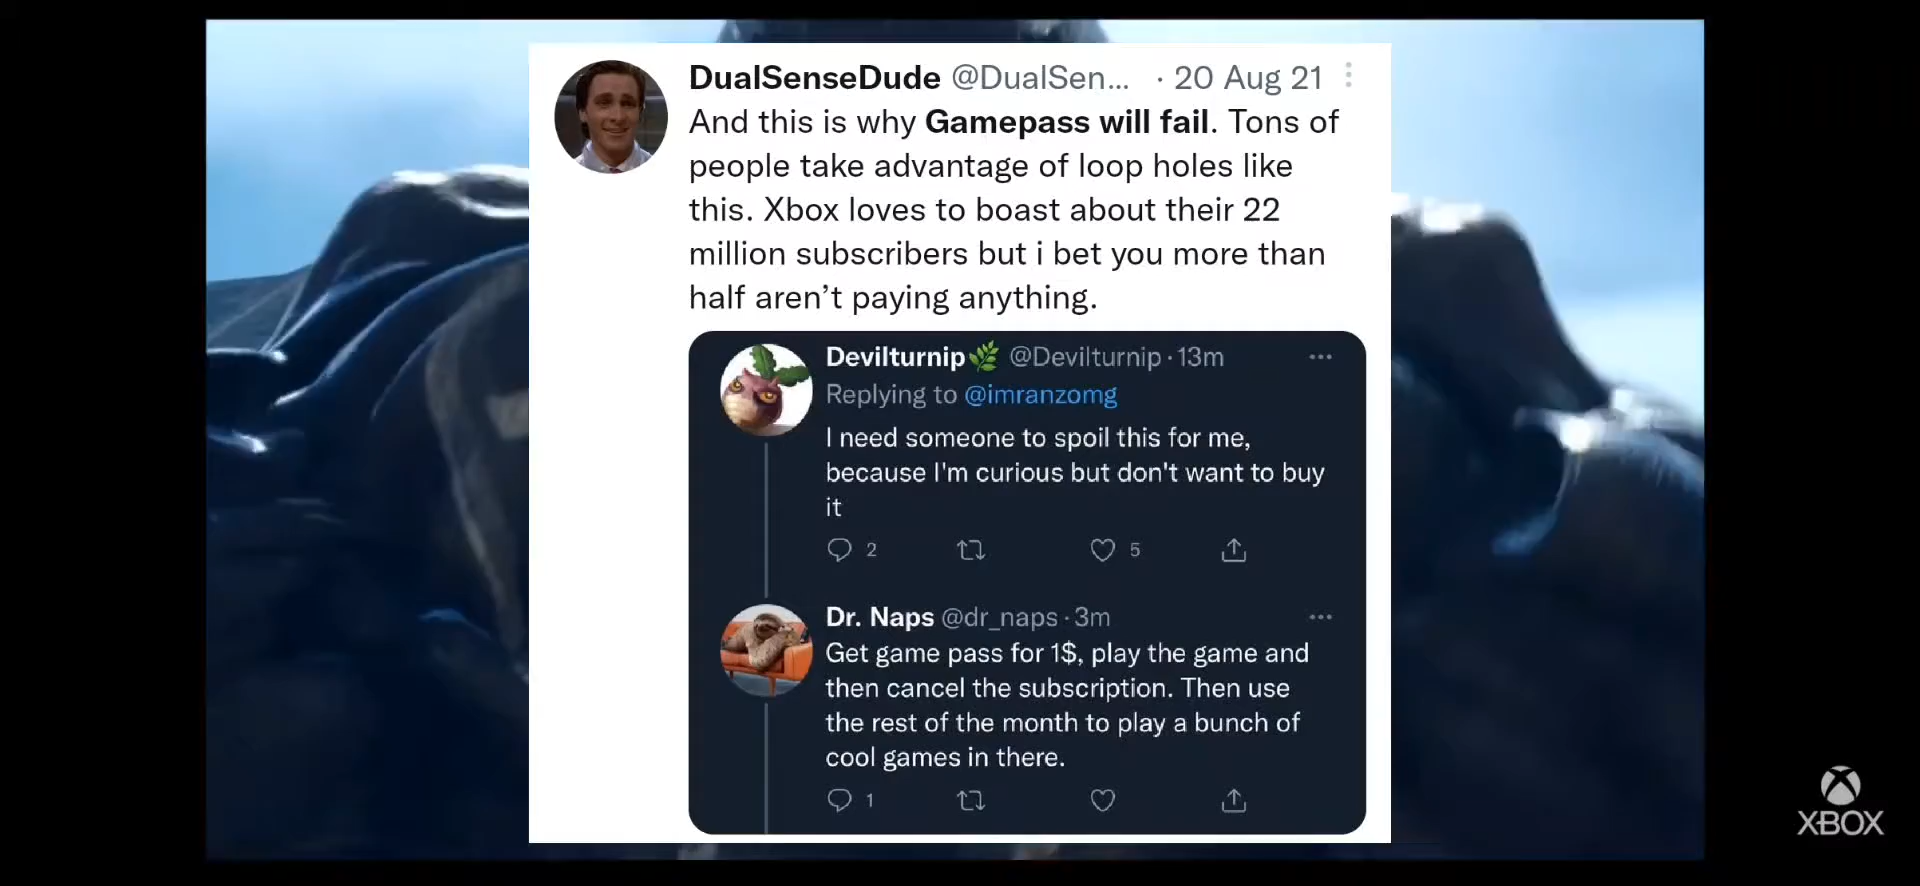 DualSenseDude @DualSen... · 20 Aug 21
And this is why Gamepass will fail. Tons of
people take advantage of loop holes like
this. Xbox loves to boast about their 22
million subscribers but i bet you more than
half aren’t paying anything.
Devilturnip @Devilturnip · 13m
Replying to @imranzomg
I need someone to spoil this for me,
because I'm curious but don't want to buy
it
2 5
Dr. Naps @dr_naps · 3m
Get game pass for 1$, play the game and
then cancel the subscription. Then use
the rest of the month to play a bunch of
cool games in there.
1
XBOX